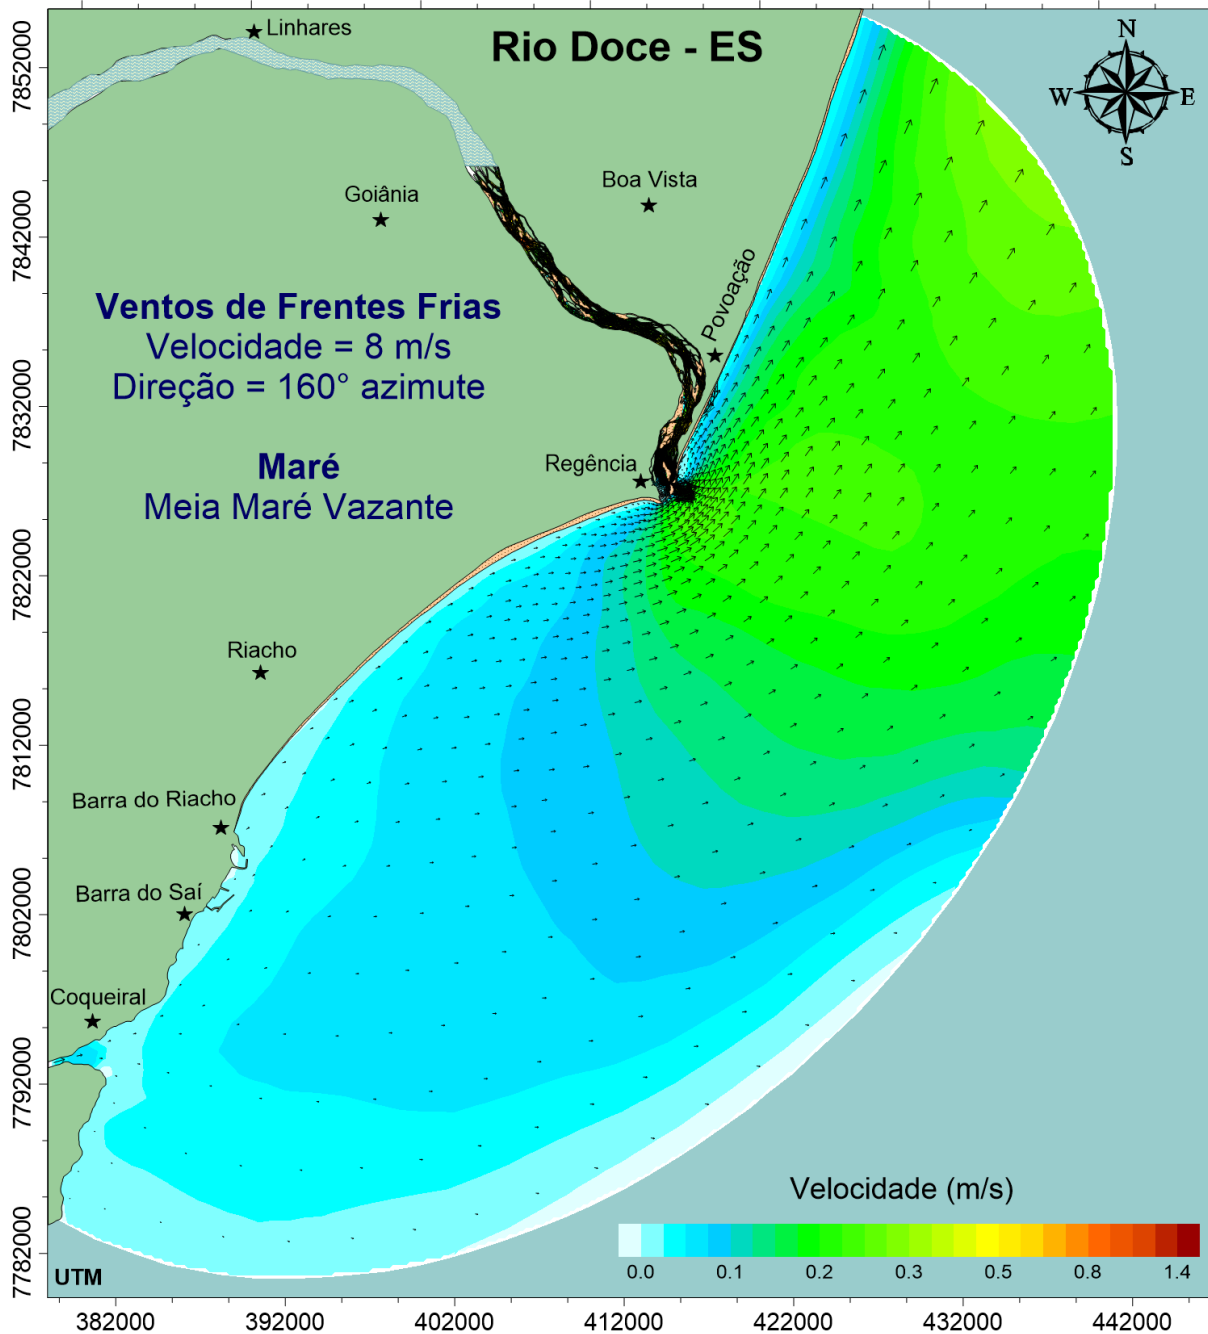 Rio Doce - ES
N
W
E
S
Linhares
Goiânia
Boa Vista
Povoação
Ventos de Frentes Frias
Velocidade = 8 m/s
Direção = 160° azimute
Regência
Maré
Meia Maré Vazante
Riacho
Barra do Riacho
Barra do Saí
Coqueiral
Velocidade (m/s)
0.0 0.1 0.2 0.3 0.5 0.8 1.4
UTM
7852000
7842000
7832000
7822000
7812000
7802000
7792000
7782000
382000 392000 402000 412000 422000 432000 442000